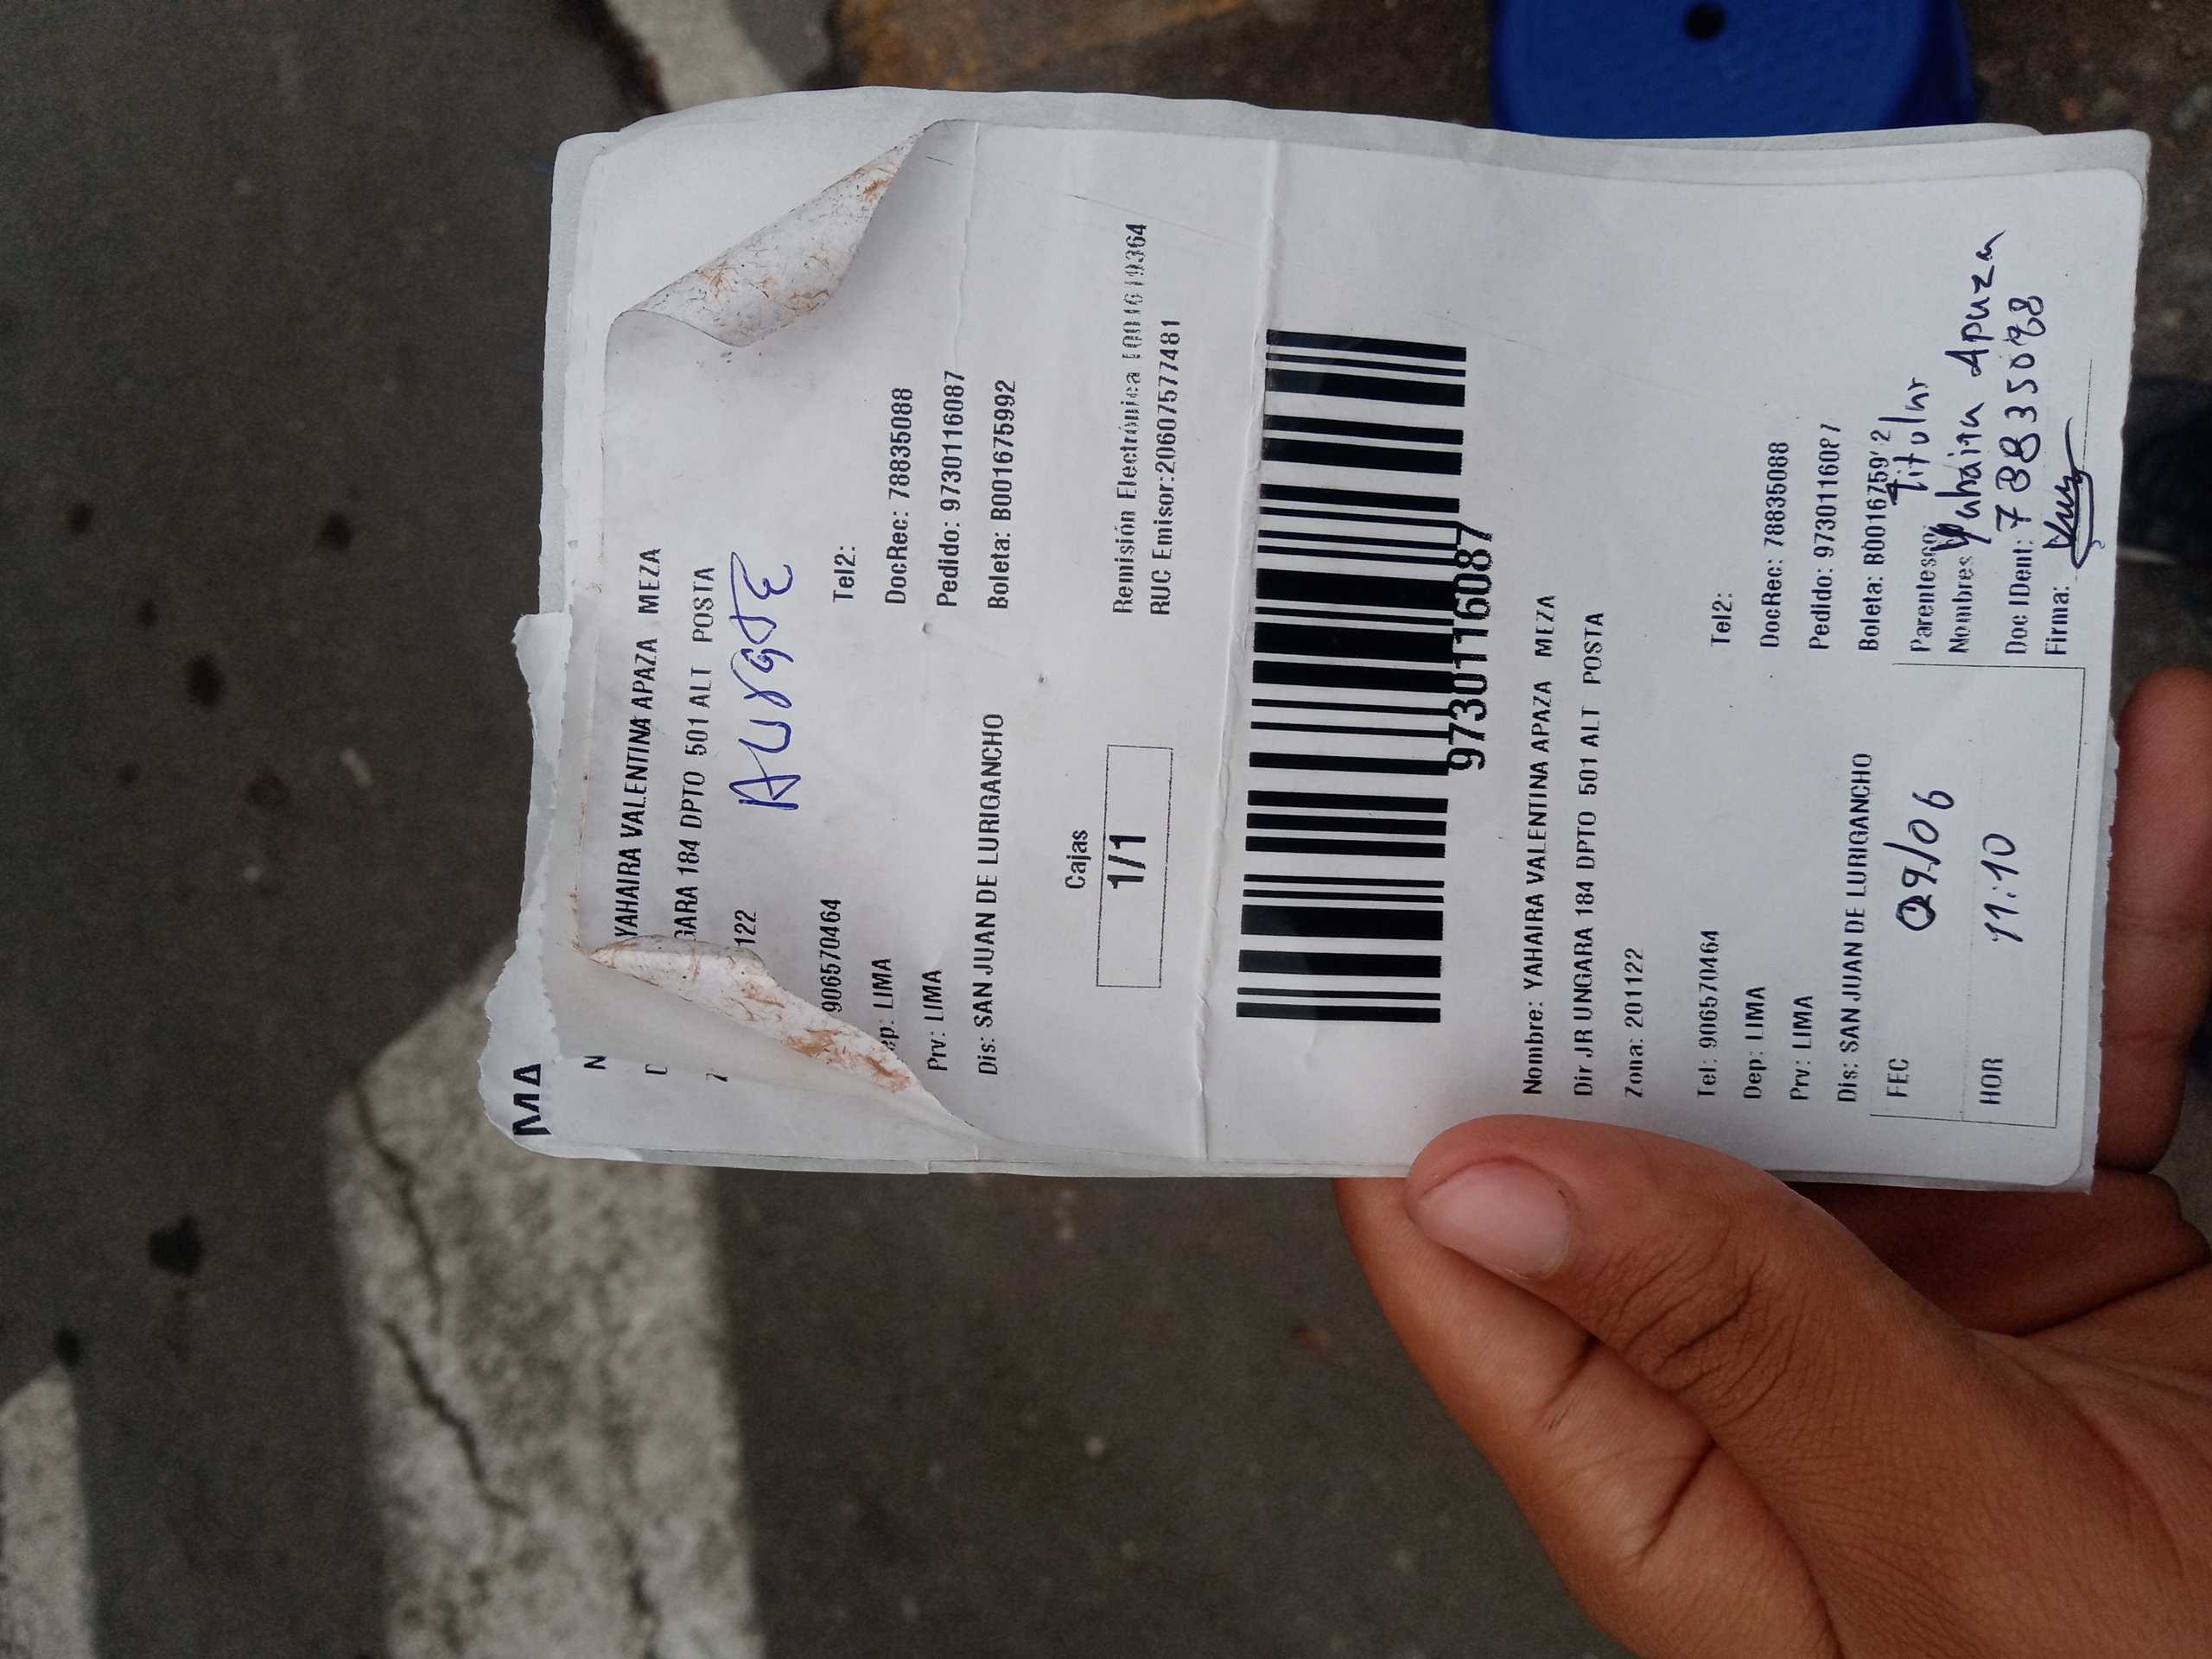 MA
N YAHAIRA VALENTINA APAZA MEZA
D GARA 184 DPTO 501 ALT POSTA
122
AURGTE
906570464 Tel2:
ep: LIMA DocRec: 78835088
Prv: LIMA Pedido: 9730116087
Dis: SAN JUAN DE LURIGANCHO Boleta: B001675992
Cajas
1/1
Remisión Electrónica
RUC Emisor:20607577481
9730116087
Nombre: YAHAIRA VALENTINA APAZA MEZA
Dir JR UNGARA 184 DPTO 501 ALT POSTA
Zona: 201122
Tel: 906570464 Tel2:
Dep: LIMA DocRec: 78835088
Prv: LIMA Pedido: 9730116087
Dis: SAN JUAN DE LURIGANCHO Boleta: B001675992
FEC 09/06 Parentesco: titular
Nombres Yahaira Apaza
HOR 11:10 Doc IDent: 78835088
Firma: